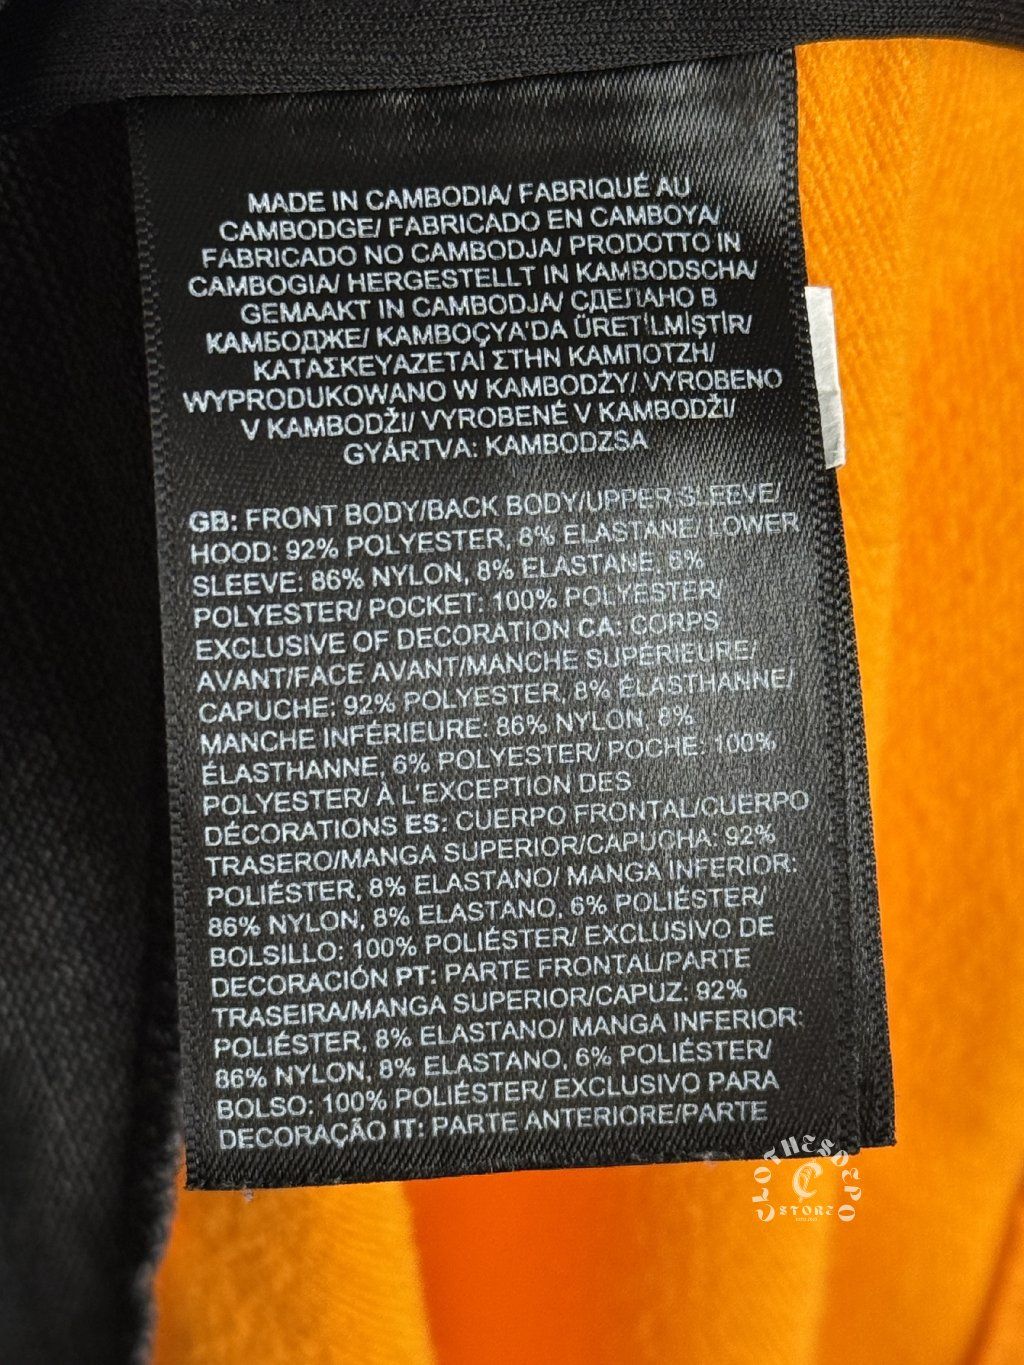 MADE IN CAMBODIA/ FABRIQUÉ AU
CAMBODGE/ FABRICADO EN CAMBOYA/
FABRICADO NO CAMBODJA/ PRODOTTO IN
CAMBOGIA/ HERGESTELLT IN KAMBODSCHA/
GEMAAKT IN CAMBODJA/ СДЕЛАНО В
КАМБОДЖЕ/ KAMBOÇYA'DA ÜRETİLMİŞTİR/
ΚΑΤΑΣΚΕΥΑΖΕΤΑΙ ΣΤΗΝ ΚΑΜΠΟΤΖΗ/
WYPRODUKOWANO W KAMBODŻY/ VYROBENO
V KAMBODŽI/ VYROBENÉ V KAMBODŽI/
GYÁRTVA: KAMBODZSA
GB: FRONT BODY/BACK BODY/UPPER SLEEVE/
HOOD: 92% POLYESTER, 8% ELASTANE/ LOWER
SLEEVE: 86% NYLON, 8% ELASTANE, 6%
POLYESTER/ POCKET: 100% POLYESTER/
EXCLUSIVE OF DECORATION CA: CORPS
AVANT/FACE AVANT/MANCHE SUPÉRIEURE/
CAPUCHE: 92% POLYESTER, 8% ÉLASTHANNE/
MANCHE INFÉRIEURE: 86% NYLON, 8%
ÉLASTHANNE, 6% POLYESTER/ POCHE: 100%
POLYESTER/ À L'EXCEPTION DES
DÉCORATIONS ES: CUERPO FRONTAL/CUERPO
TRASERO/MANGA SUPERIOR/CAPUCHA: 92%
POLIÉSTER, 8% ELASTANO/ MANGA INFERIOR:
86% NYLON, 8% ELASTANO, 6% POLIÉSTER/
BOLSILLO: 100% POLIÉSTER/ EXCLUSIVO DE
DECORACIÓN PT: PARTE FRONTAL/PARTE
TRASEIRA/MANGA SUPERIOR/CAPUZ: 92%
POLIÉSTER, 8% ELASTANO/ MANGA INFERIOR:
86% NYLON, 8% ELASTANO, 6% POLIÉSTER/
BOLSO: 100% POLIÉSTER/ EXCLUSIVO PARA
DECORAÇÃO IT: PARTE ANTERIORE/PARTE
CLOTHESDEPO
STORE